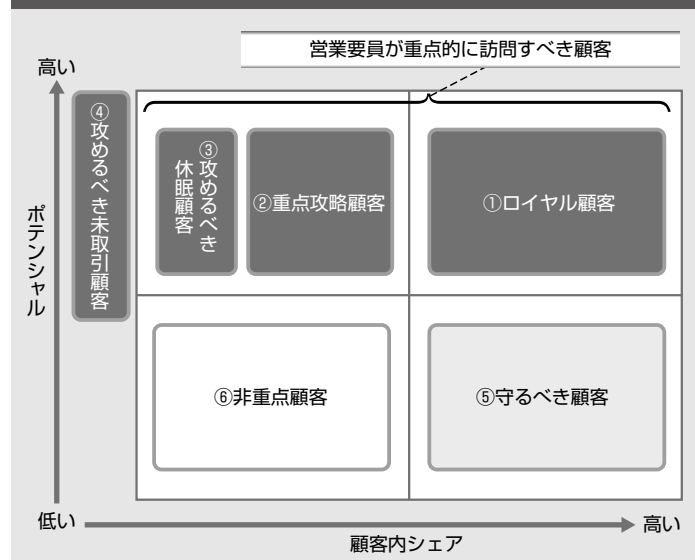 営業要員が重点的に訪問すべき顧客
高い
④攻めるべき未取引顧客
③攻めるべき
休眠顧客
②重点攻略顧客
①ロイヤル顧客
ポテンシャル
⑥非重点顧客
⑤守るべき顧客
低い
高い
顧客内シェア